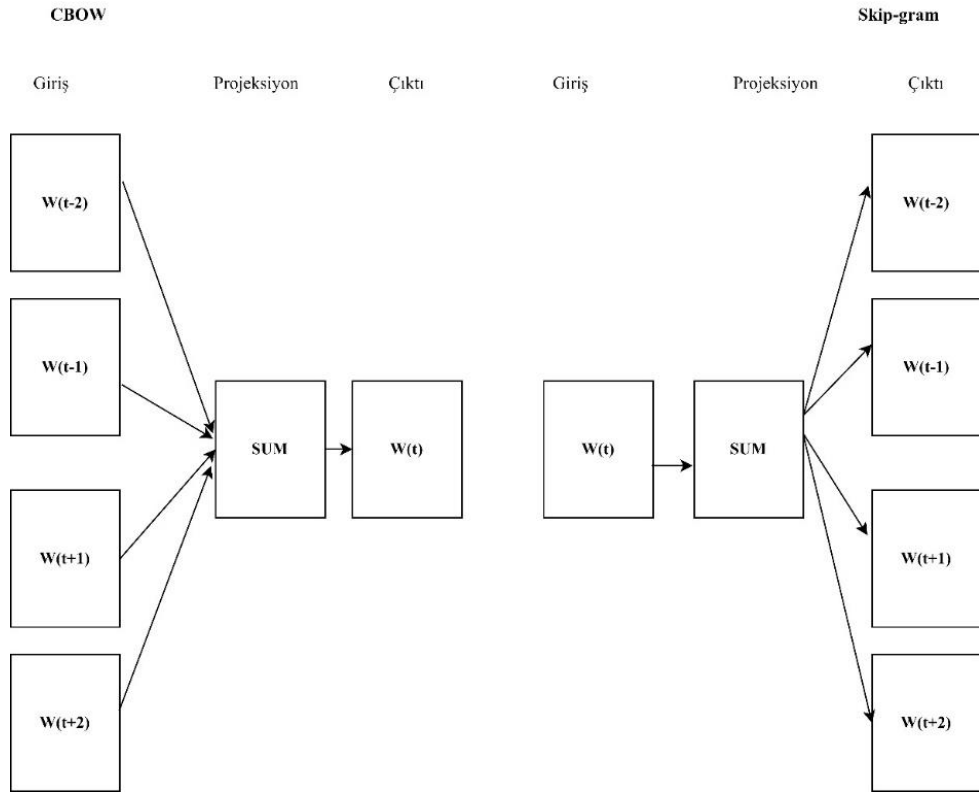 CBOW
Skip-gram
Giriş
Projeksiyon
Çıktı
Giriş
Projeksiyon
Çıktı
W(t-2)
W(t-1)
W(t+1)
W(t+2)
SUM
W(t)
W(t)
SUM
W(t-2)
W(t-1)
W(t+1)
W(t+2)